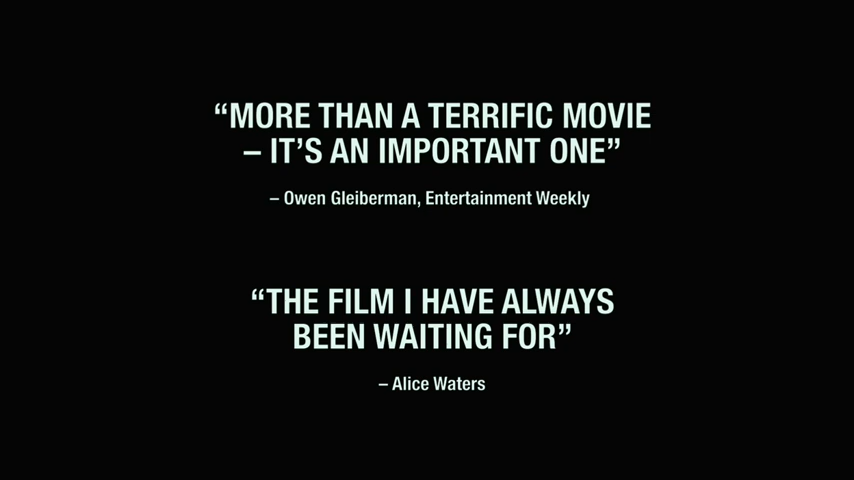 “MORE THAN A TERRIFIC MOVIE
– IT’S AN IMPORTANT ONE”
– Owen Gleiberman, Entertainment Weekly
“THE FILM I HAVE ALWAYS
BEEN WAITING FOR”
– Alice Waters